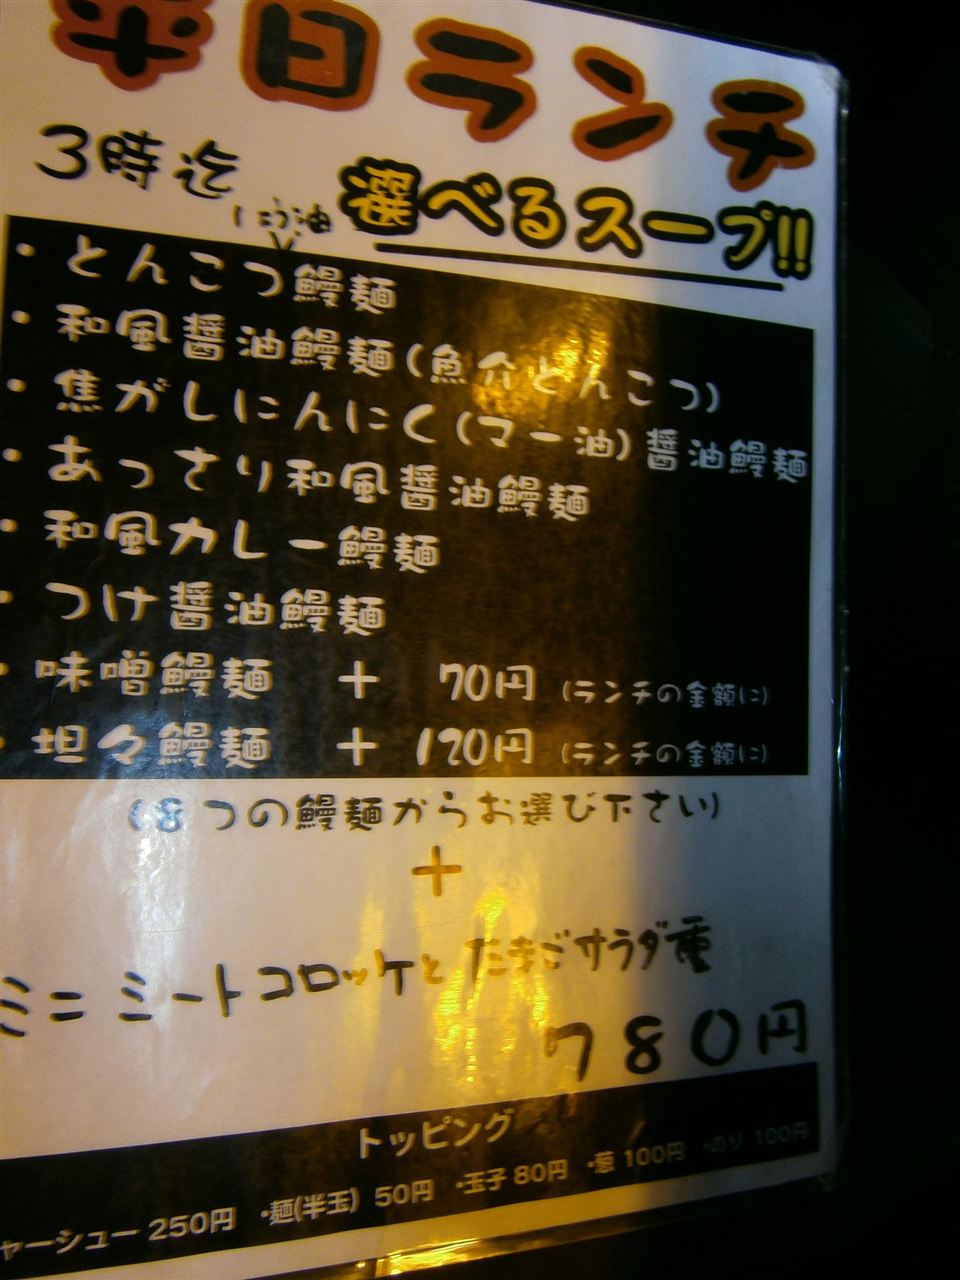 平日ランチ
3時迄
選べるスープ!!
しょう油
・とんこつ鰻麺
・和風醤油鰻麺(魚介とんこつ)
・焦がしにんにく(マー油)醤油鰻麺
・あっさり和風醤油鰻麺
・和風カレー鰻麺
・つけ醤油鰻麺
・味噌鰻麺 + 70円 (ランチの金額に)
・坦々鰻麺 + 120円 (ランチの金額に)
(8つの鰻麺からお選び下さい)
+
ミニミートコロッケとたまごサラダ重
780円
トッピング
ャーシュー 250円 ・麺(半玉) 50円 ・玉子 80円 ・葱 100円 ・のり 100円